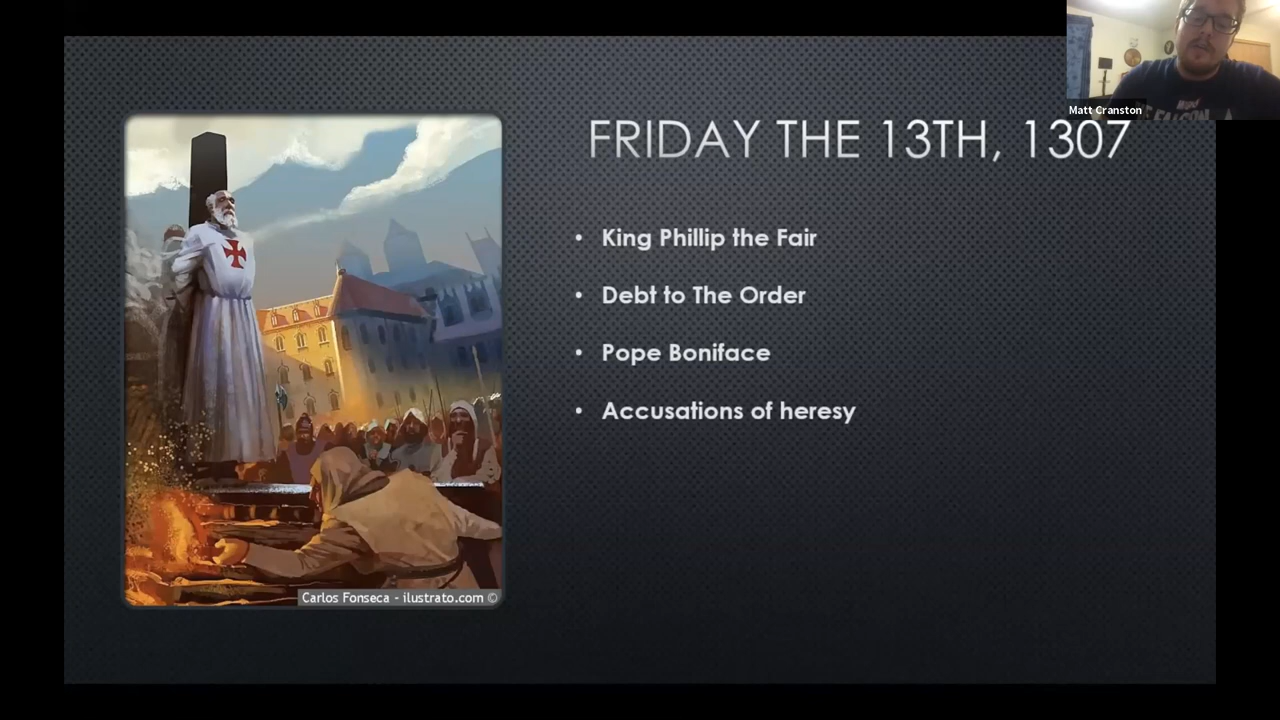 Matt Cranston
FRIDAY THE 13TH, 1307
• King Phillip the Fair
• Debt to The Order
• Pope Boniface
• Accusations of heresy
Carlos Fonseca - ilustrato.com ©